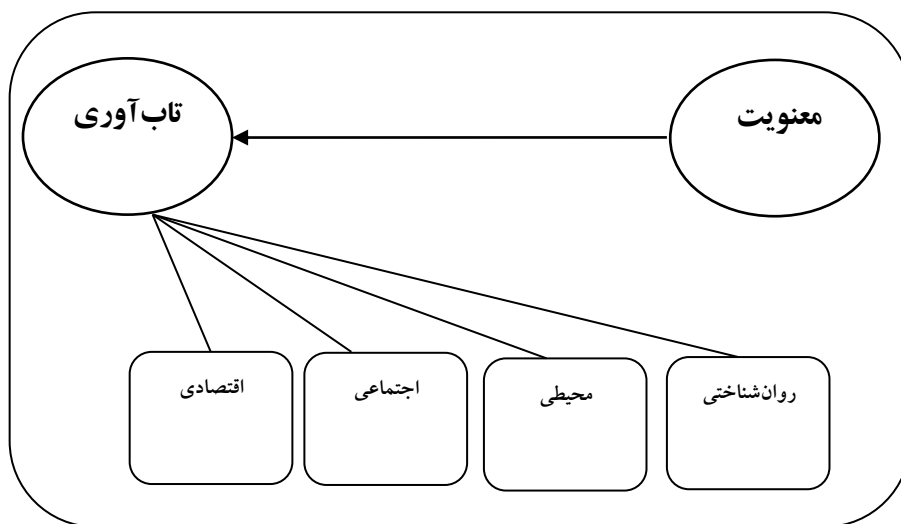 معنویت
تاب‌آوری
روان‌شناختی
محیطی
اجتماعی
اقتصادی